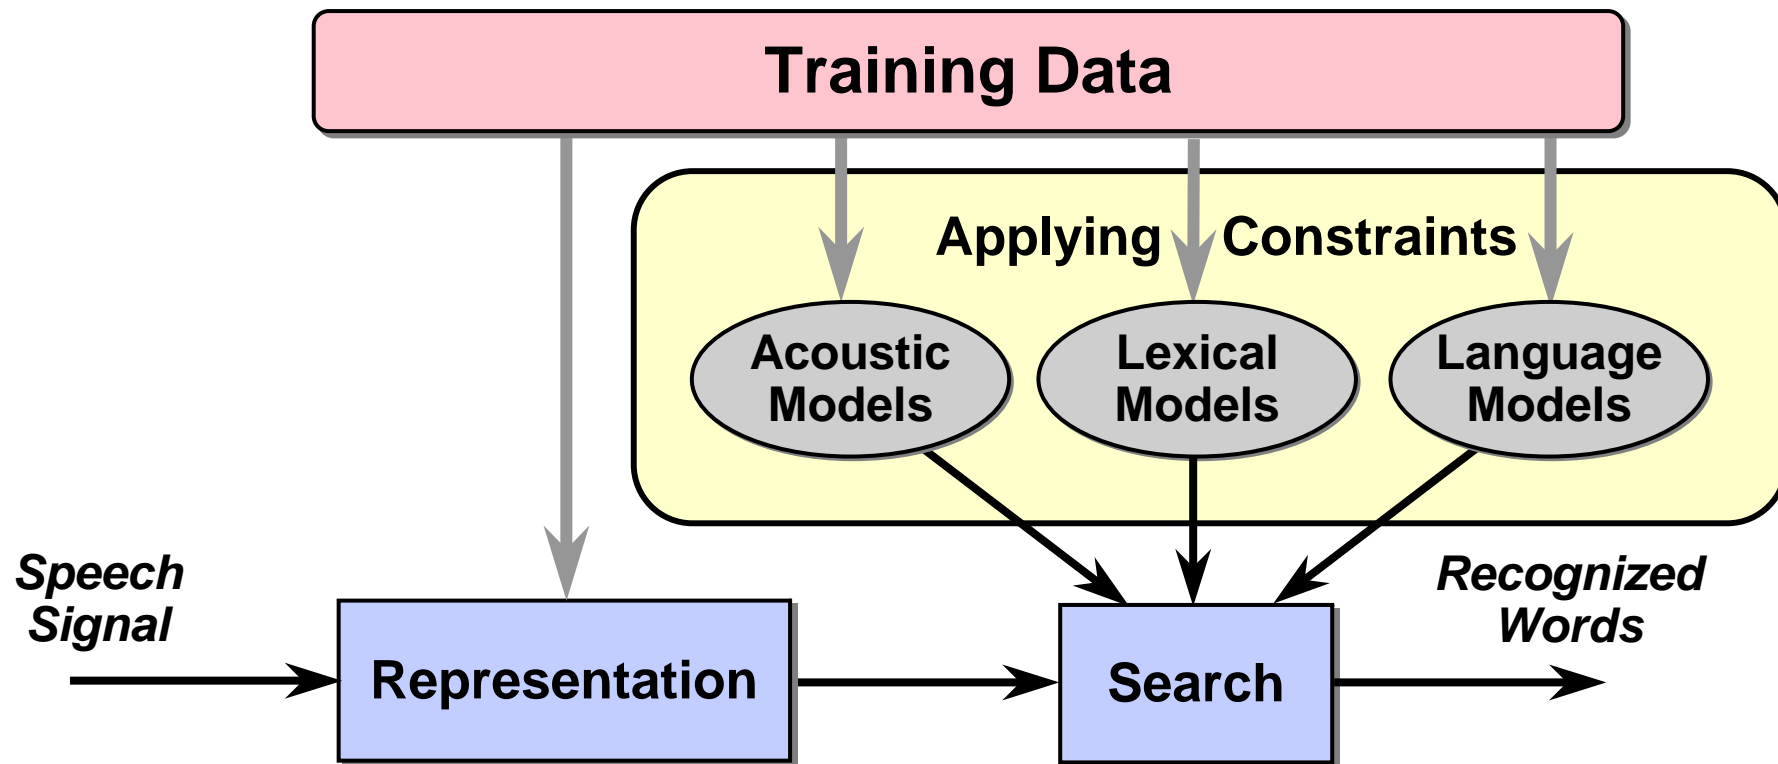 Training Data
Applying Constraints
Acoustic
Models
Lexical
Models
Language
Models
Speech
Signal
Representation
Search
Recognized
Words